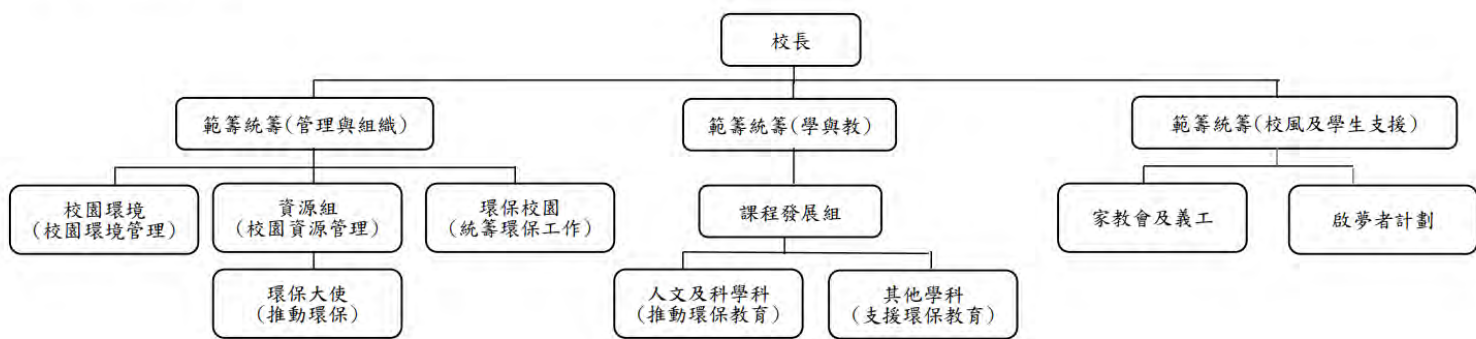 校長
範籌統籌(管理與組織)
範籌統籌(學與教)
範籌統籌(校風及學生支援)
校園環境
(校園環境管理)
資源組
(校園資源管理)
環保校園
(統籌環保工作)
課程發展組
家教會及義工
啟夢者計劃
環保大使
(推動環保)
人文及科學科
(推動環保教育)
其他學科
(支援環保教育)